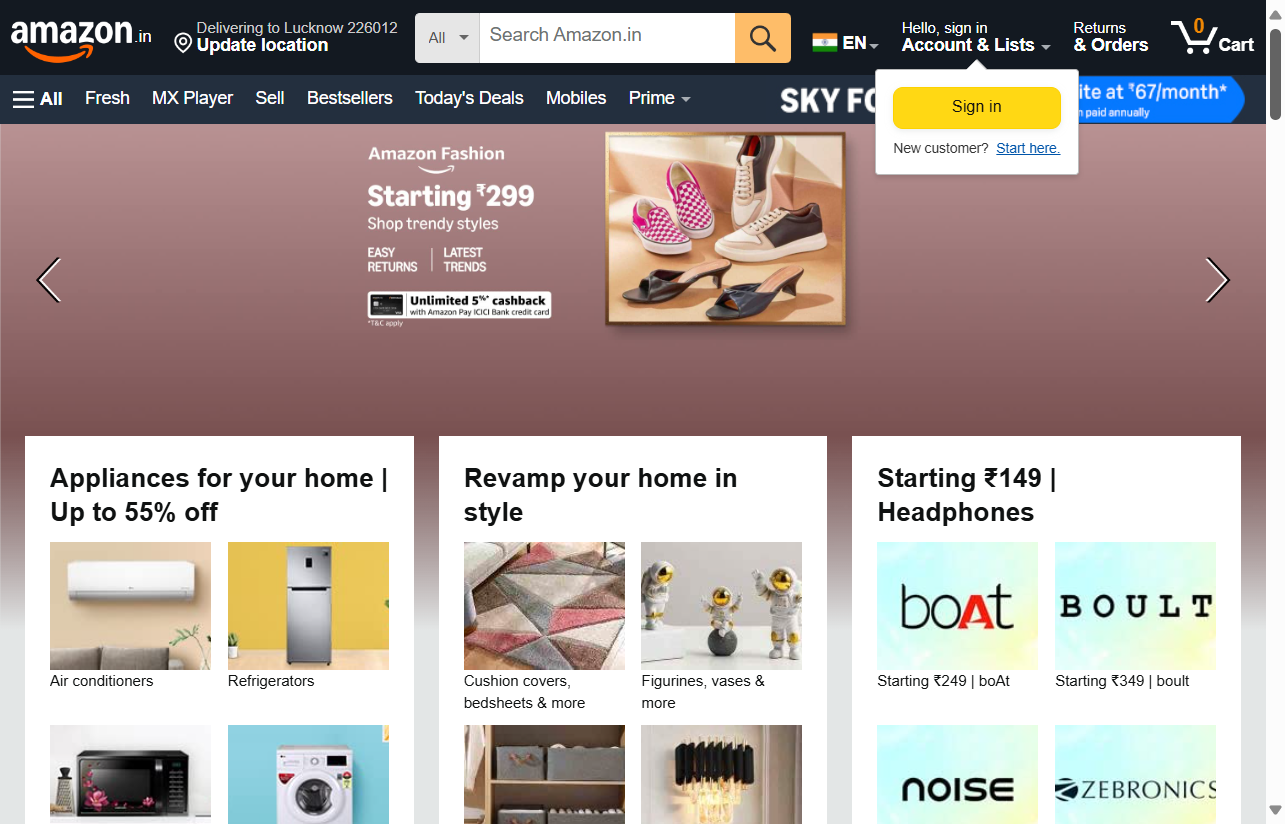 amazon.in
Delivering to Lucknow 226012
Update location
All
Search Amazon.in
EN
Hello, sign in
Account & Lists
Returns
& Orders
0
Cart
All
Fresh
MX Player
Sell
Bestsellers
Today's Deals
Mobiles
Prime
SKY
ite at ₹67/month*
paid annually
Sign in
New customer? Start here.
Amazon Fashion
Starting ₹299
Shop trendy styles
EASY RETURNS
LATEST TRENDS
Unlimited 5%* cashback
with Amazon Pay ICICI Bank credit card
*T&C apply
Appliances for your home |
Up to 55% off
Air conditioners
Refrigerators
Revamp your home in
style
Cushion covers,
bedsheets & more
Figurines, vases &
more
Starting ₹149 |
Headphones
boAt
BOULT
Starting ₹249 | boAt
Starting ₹349 | boult
NOISE
ZEBRONICS